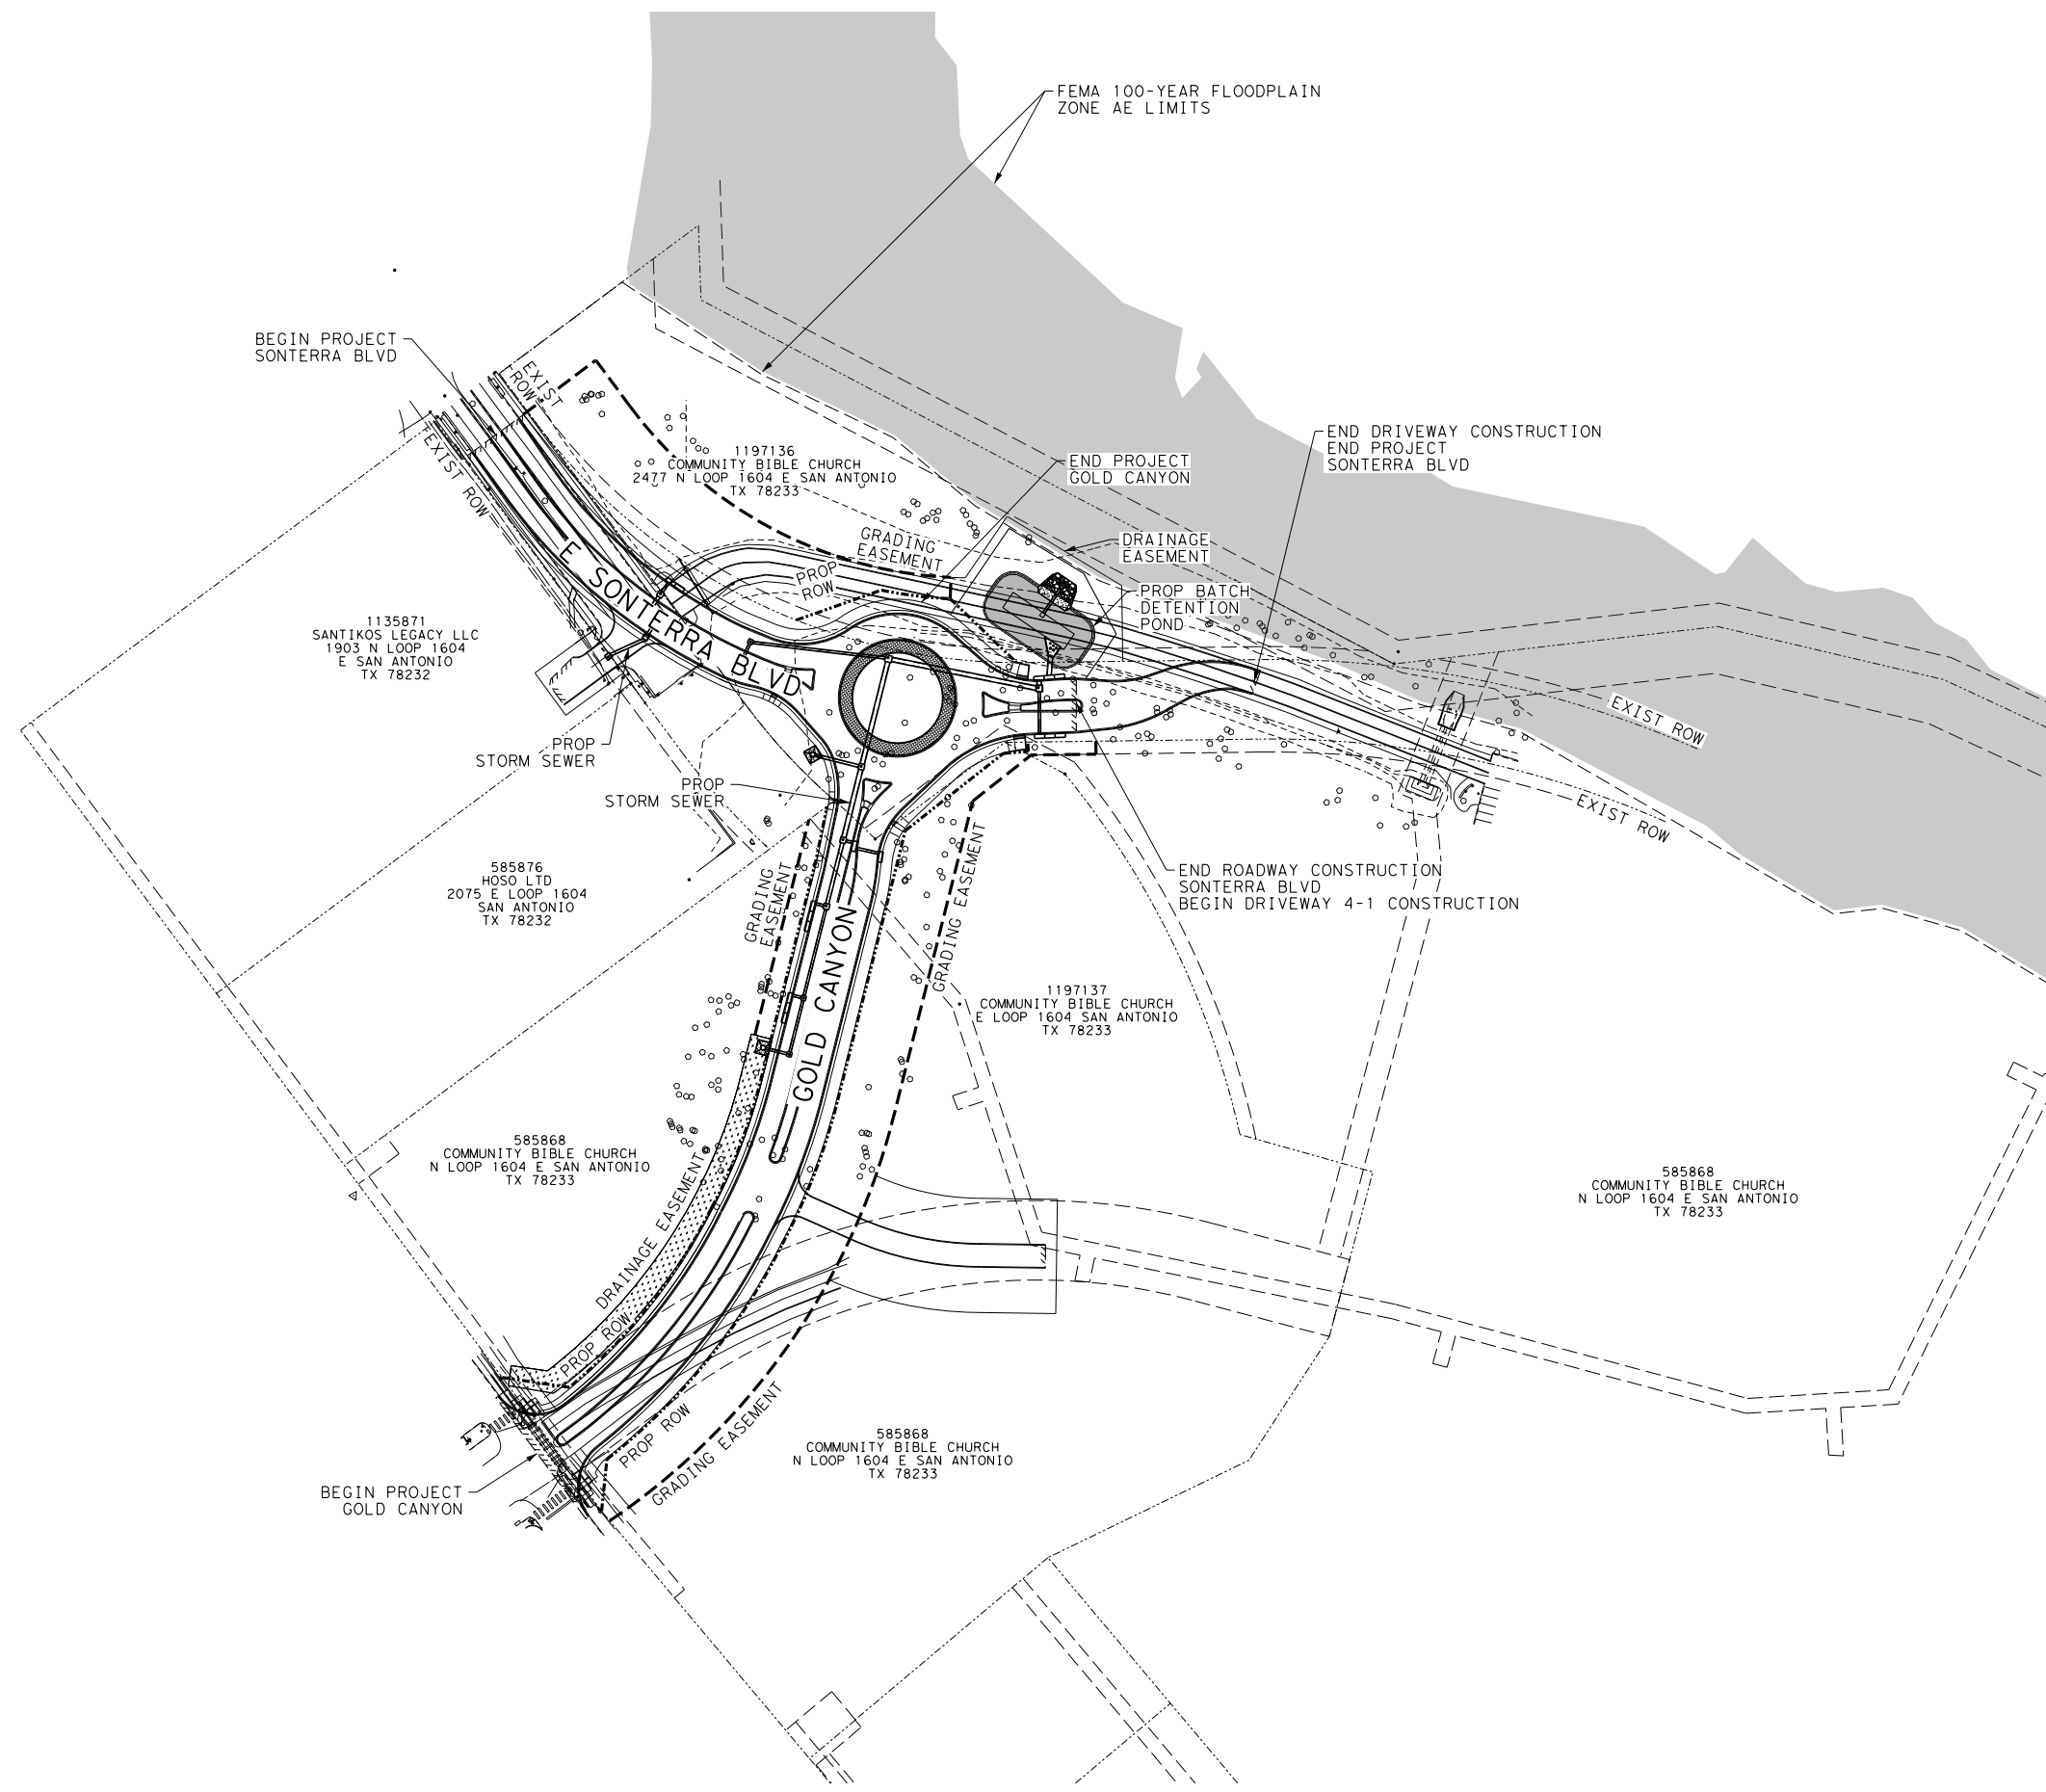 FEMA 100-YEAR FLOODPLAIN
ZONE AE LIMITS
BEGIN PROJECT
SONTERRA BLVD
EXIST
ROW
EXIST ROW
1197136
COMMUNITY BIBLE CHURCH
2477 N LOOP 1604 E SAN ANTONIO
TX 78233
END PROJECT
GOLD CANYON
END DRIVEWAY CONSTRUCTION
END PROJECT
SONTERRA BLVD
GRADING
EASEMENT
DRAINAGE
EASEMENT
PROP
ROW
PROP BATCH
DETENTION
POND
E SONTERRA BLVD
1135871
SANTIKOS LEGACY LLC
1903 N LOOP 1604
E SAN ANTONIO
TX 78232
EXIST ROW
PROP
STORM SEWER
PROP
STORM SEWER
EXIST ROW
585876
HOSO LTD
2075 E LOOP 1604
SAN ANTONIO
TX 78232
GRADING
EASEMENT
GRADING EASEMENT
END ROADWAY CONSTRUCTION
SONTERRA BLVD
BEGIN DRIVEWAY 4-1 CONSTRUCTION
GOLD CANYON
1197137
COMMUNITY BIBLE CHURCH
E LOOP 1604 SAN ANTONIO
TX 78233
585868
COMMUNITY BIBLE CHURCH
N LOOP 1604 E SAN ANTONIO
TX 78233
585868
COMMUNITY BIBLE CHURCH
N LOOP 1604 E SAN ANTONIO
TX 78233
DRAINAGE EASEMENT
PROP ROW
PROP ROW
GRADING EASEMENT
585868
COMMUNITY BIBLE CHURCH
N LOOP 1604 E SAN ANTONIO
TX 78233
BEGIN PROJECT
GOLD CANYON